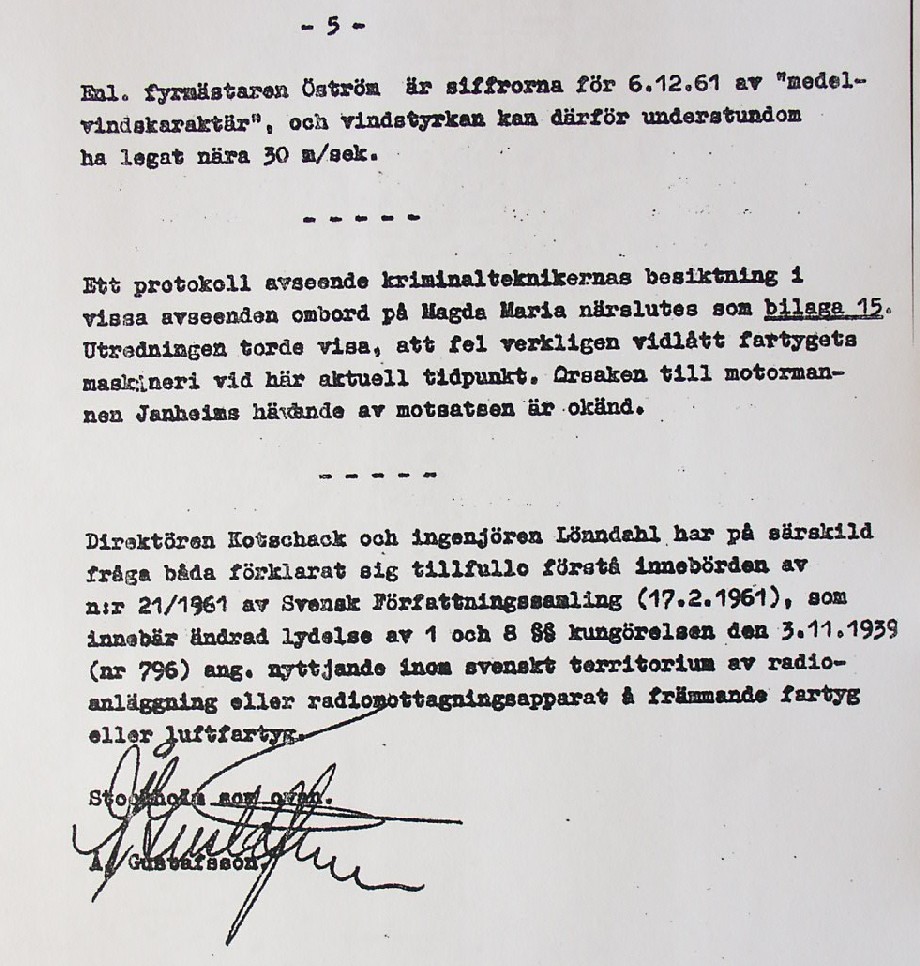 - 5 -
Enl. fyrmästaren Öström är siffrorna för 6.12.61 av "medel-
vindskaraktär", och vindstyrkan kan därför understundom
ha legat nära 30 m/sek.
- - - - -
Ett protokoll avseende kriminalteknikernas besiktning i
vissa avseenden ombord på Magda Maria närslutes som bilaga 15.
Utredningen torde visa, att fel verkligen vidlått fartygets
maskineri vid här aktuell tidpunkt. Orsaken till motorman-
nen Janheims hävande av motsatsen är okänd.
- - - - -
Direktören Kotschack och ingenjören Lönndahl har på särskild
fråga båda förklarat sig tillfullo förstå innebörden av
n:r 21/1961 av Svensk Författningssamling (17.2.1961), som
innebär ändrad lydelse av 1 och 8 §§ kungörelsen den 3.11.1939
(nr 796) ang. nyttjande inom svenskt territorium av radio-
anläggning eller radiomottagningsapparat å främmande fartyg
eller luftfartyg.
Stockholm som ovan.
A. Gustafsson.